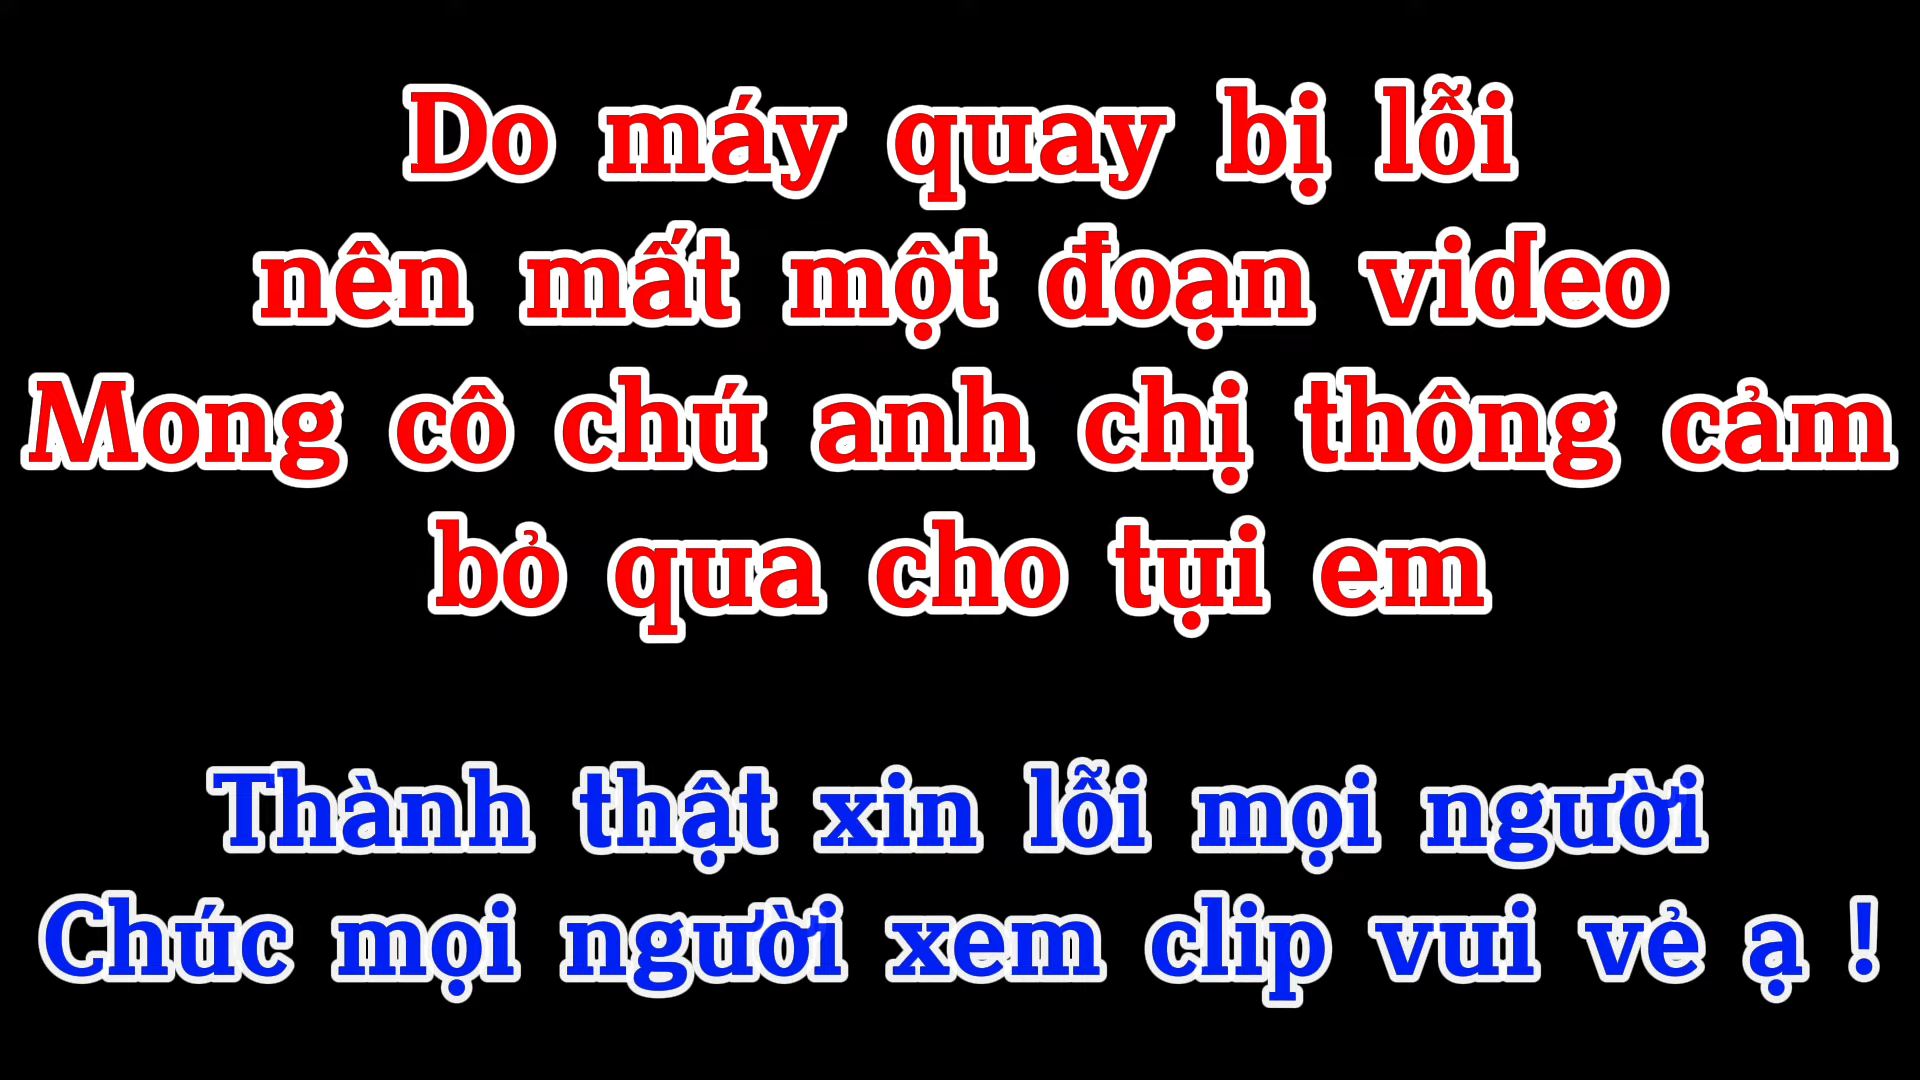 Do máy quay bị lỗi
nên mất một đoạn video
Mong cô chú anh chị thông cảm
bỏ qua cho tụi em
Thành thật xin lỗi mọi người
Chúc mọi người xem clip vui vẻ ạ !